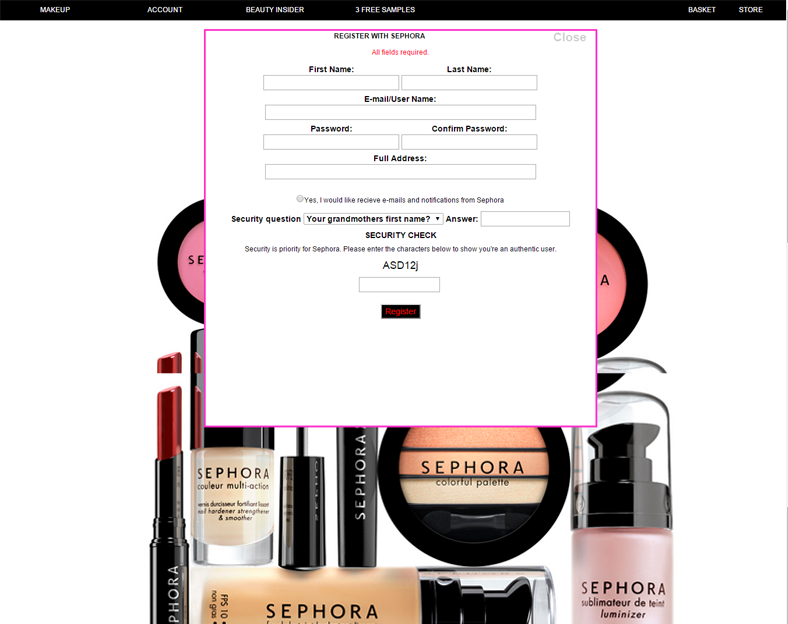 MAKEUP ACCOUNT BEAUTY INSIDER 3 FREE SAMPLES BASKET STORE
REGISTER WITH SEPHORA Close
All fields required.
First Name: Last Name:
E-mail/User Name:
Password: Confirm Password:
Full Address:
Yes, I would like recieve e-mails and notifications from Sephora
Security question Your grandmothers first name? Answer:
SECURITY CHECK
Security is priority for Sephora. Please enter the characters below to show you're an authentic user.
ASD12j
Register
SEPHORA
couleur multi-action
vernis durcisseur fortifiant lissant
nail hardener strengthener
& smoother
SEPHORA
SEPHORA
colorful palette
SEPHORA
sublimateur de teint
luminizer
SEPHORA
FPS 10